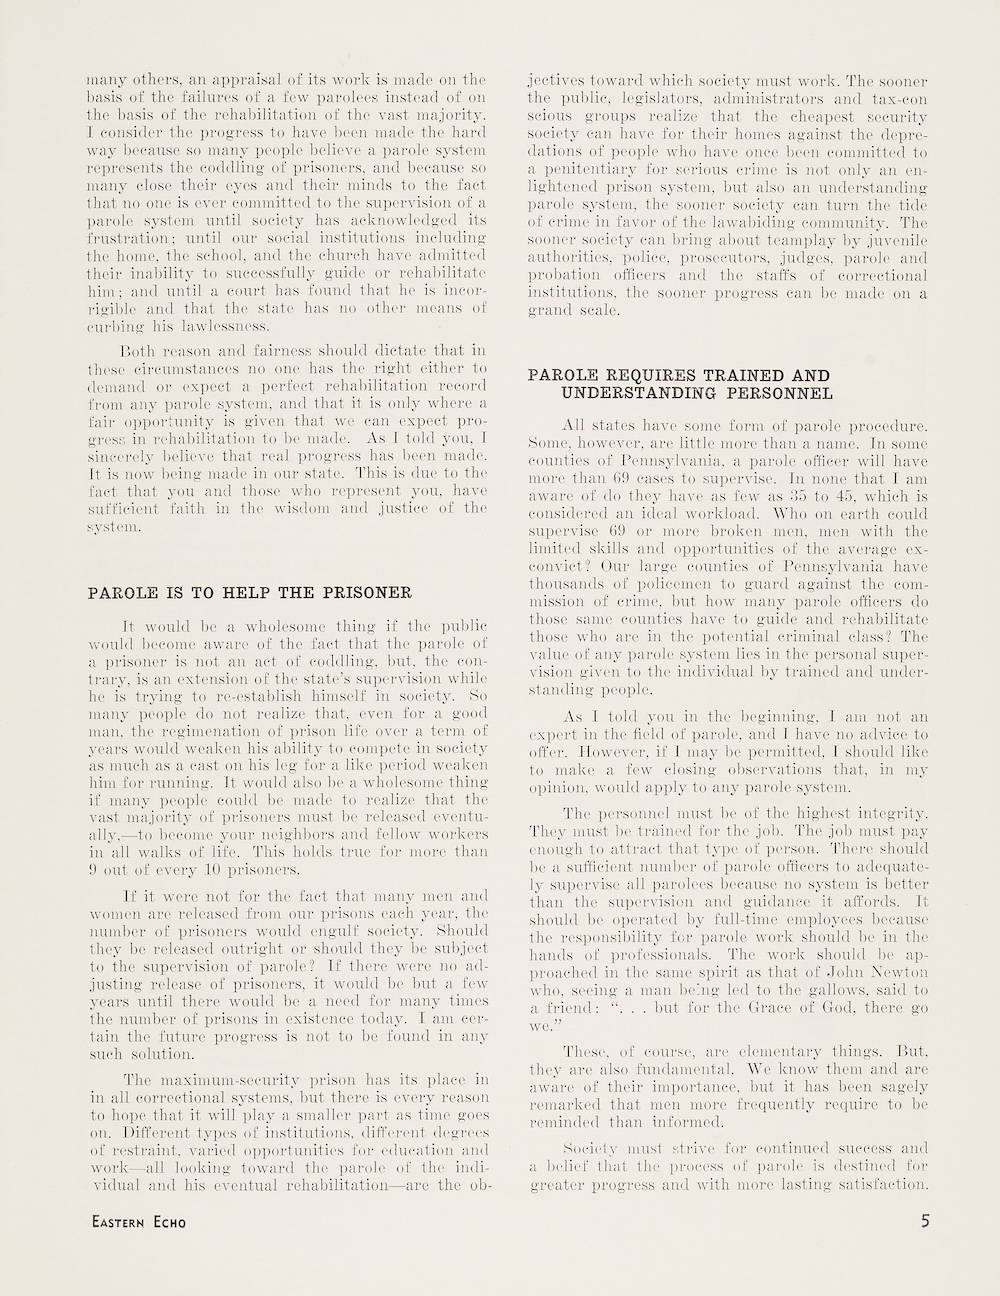 many others, an appraisal of its work is made on the
basis of the failures of a few parolees instead of on
the basis of the rehabilitation of the vast majority.
I consider the progress to have been made the hard
way because so many people believe a parole system
represents the coddling of prisoners, and because so
many close their eyes and their minds to the fact
that no one is ever committed to the supervision of a
parole system until society has acknowledged its
frustration; until our social institutions including
the home, the school, and the church have admitted
their inability to successfully guide or rehabilitate
him; and until a court has found that he is incor-
rigible and that the state has no other means of
curbing his lawlessness.
Both reason and fairness should dictate that in
these circumstances no one has the right either to
demand or expect a perfect rehabilitation record
from any parole system, and that it is only where a
fair opportunity is given that we can expect pro-
gress in rehabilitation to be made. As I told you, I
sincerely believe that real progress has been made.
It is now being made in our state. This is due to the
fact that you and those who represent you, have
sufficient faith in the wisdom and justice of the
system.
PAROLE IS TO HELP THE PRISONER
It would be a wholesome thing if the public
would become aware of the fact that the parole of
a prisoner is not an act of coddling, but, the con-
trary, is an extension of the state's supervision while
he is trying to re-establish himself in society. So
many people do not realize that, even for a good
man, the regimenation of prison life over a term of
years would weaken his ability to compete in society
as much as a cast on his leg for a like period weaken
him for running. It would also be a wholesome thing
if many people could be made to realize that the
vast majority of prisoners must be released eventu-
ally,—to become your neighbors and fellow workers
in all walks of life. This holds true for more than
9 out of every 10 prisoners.
If it were not for the fact that many men and
women are released from our prisons each year, the
number of prisoners would engulf society. Should
they be released outright or should they be subject
to the supervision of parole? If there were no ad-
justing release of prisoners, it would be but a few
years until there would be a need for many times
the number of prisons in existence today. I am cer-
tain the future progress is not to be found in any
such solution.
The maximum-security prison has its place in
in all correctional systems, but there is every reason
to hope that it will play a smaller part as time goes
on. Different types of institutions, different degrees
of restraint, varied opportunities for education and
work—all looking toward the parole of the indi-
vidual and his eventual rehabilitation—are the ob-
jectives toward which society must work. The sooner
the public, legislators, administrators and tax-con
scious groups realize that the cheapest security
society can have for their homes against the depre-
dations of people who have once been committed to
a penitentiary for serious crime is not only an en-
lightened prison system, but also an understanding
parole system, the sooner society can turn the tide
of crime in favor of the lawabiding community. The
sooner society can bring about teamplay by juvenile
authorities, police, prosecutors, judges, parole and
probation officers and the staffs of correctional
institutions, the sooner progress can be made on a
grand scale.
PAROLE REQUIRES TRAINED AND
UNDERSTANDING PERSONNEL
All states have some form of parole procedure.
Some, however, are little more than a name. In some
counties of Pennsylvania, a parole officer will have
more than 69 cases to supervise. In none that I am
aware of do they have as few as 35 to 45, which is
considered an ideal workload. Who on earth could
supervise 69 or more broken men, men with the
limited skills and opportunities of the average ex-
convict? Our large counties of Pennsylvania have
thousands of policemen to guard against the com-
mission of crime, but how many parole officers do
those same counties have to guide and rehabilitate
those who are in the potential criminal class? The
value of any parole system lies in the personal super-
vision given to the individual by trained and under-
standing people.
As I told you in the beginning, I am not an
expert in the field of parole, and I have no advice to
offer. However, if I may be permitted, I should like
to make a few closing observations that, in my
opinion, would apply to any parole system.
The personnel must be of the highest integrity.
They must be trained for the job. The job must pay
enough to attract that type of person. There should
be a sufficient number of parole officers to adequate-
ly supervise all parolees because no system is better
than the supervision and guidance it affords. It
should be operated by full-time employees because
the responsibility for parole work should be in the
hands of professionals. The work should be ap-
proached in the same spirit as that of John Newton
who, seeing a man being led to the gallows, said to
a friend: “. . . but for the Grace of God, there go
we.”
These, of course, are elementary things. But,
they are also fundamental. We know them and are
aware of their importance, but it has been sagely
remarked that men more frequently require to be
reminded than informed.
Society must strive for continued success and
a belief that the process of parole is destined for
greater progress and with more lasting satisfaction.
EASTERN ECHO
5